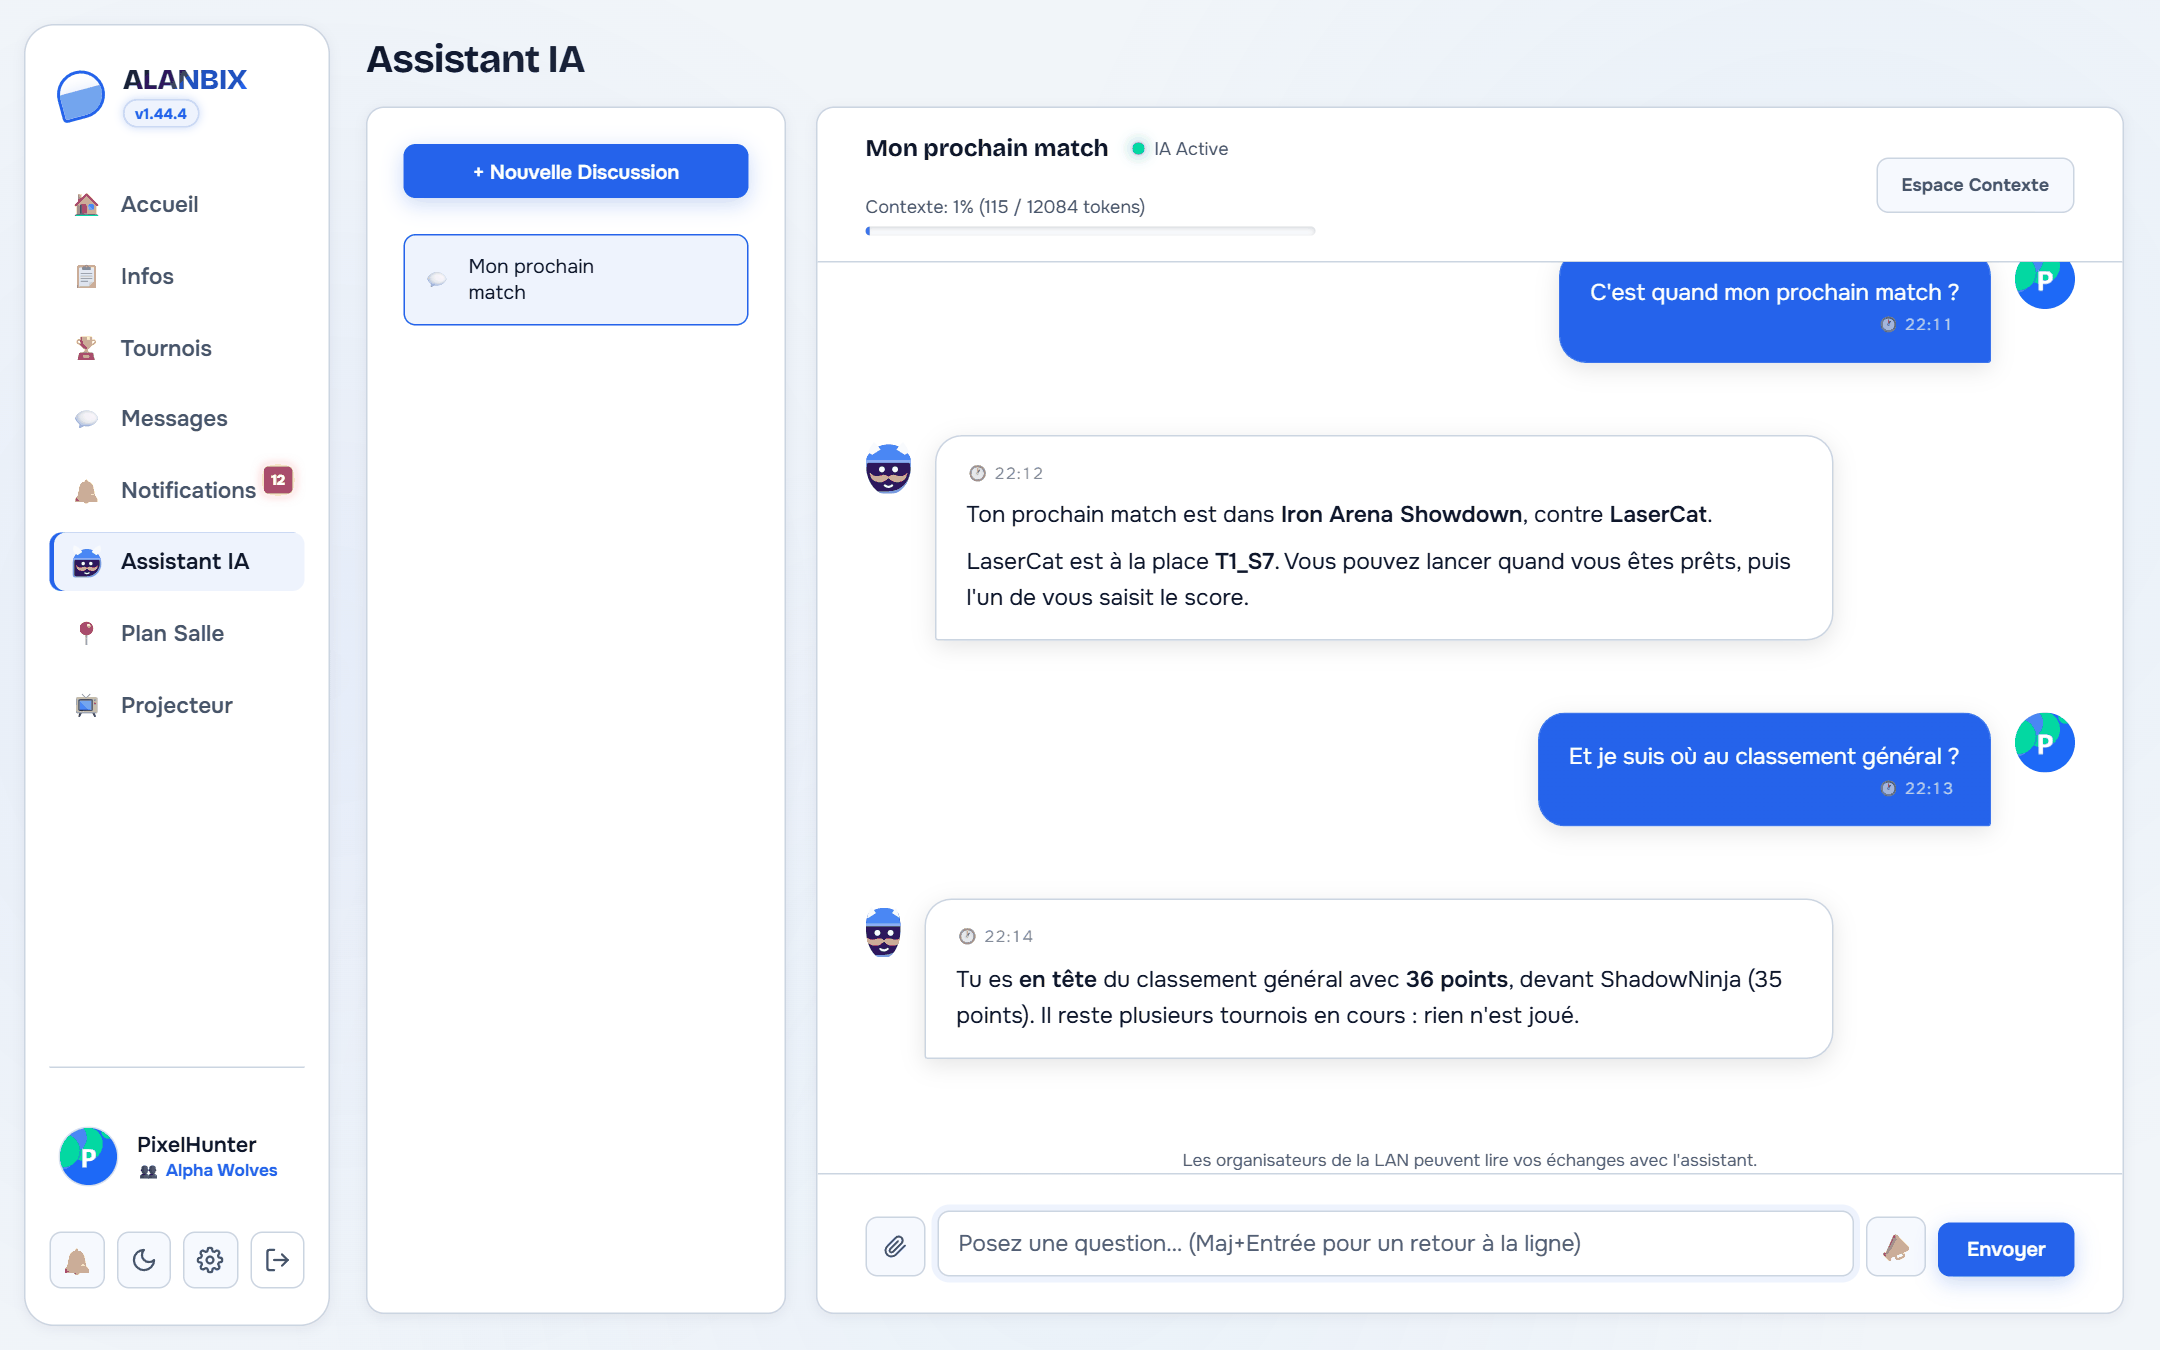 ALANBIX
v1.44.4
Accueil
Infos
Tournois
Messages
Notifications
12
Assistant IA
Plan Salle
Projecteur
P
PixelHunter
Alpha Wolves
Assistant IA
+ Nouvelle Discussion
Mon prochain
match
Mon prochain match
IA Active
Contexte: 1% (115 / 12084 tokens)
Espace Contexte
C'est quand mon prochain match ?
22:11
P
22:12
Ton prochain match est dans Iron Arena Showdown, contre LaserCat.
LaserCat est à la place T1_S7. Vous pouvez lancer quand vous êtes prêts, puis
l'un de vous saisit le score.
Et je suis où au classement général ?
22:13
P
22:14
Tu es en tête du classement général avec 36 points, devant ShadowNinja (35
points). Il reste plusieurs tournois en cours : rien n'est joué.
Les organisateurs de la LAN peuvent lire vos échanges avec l'assistant.
Posez une question... (Maj+Entrée pour un retour à la ligne)
Envoyer